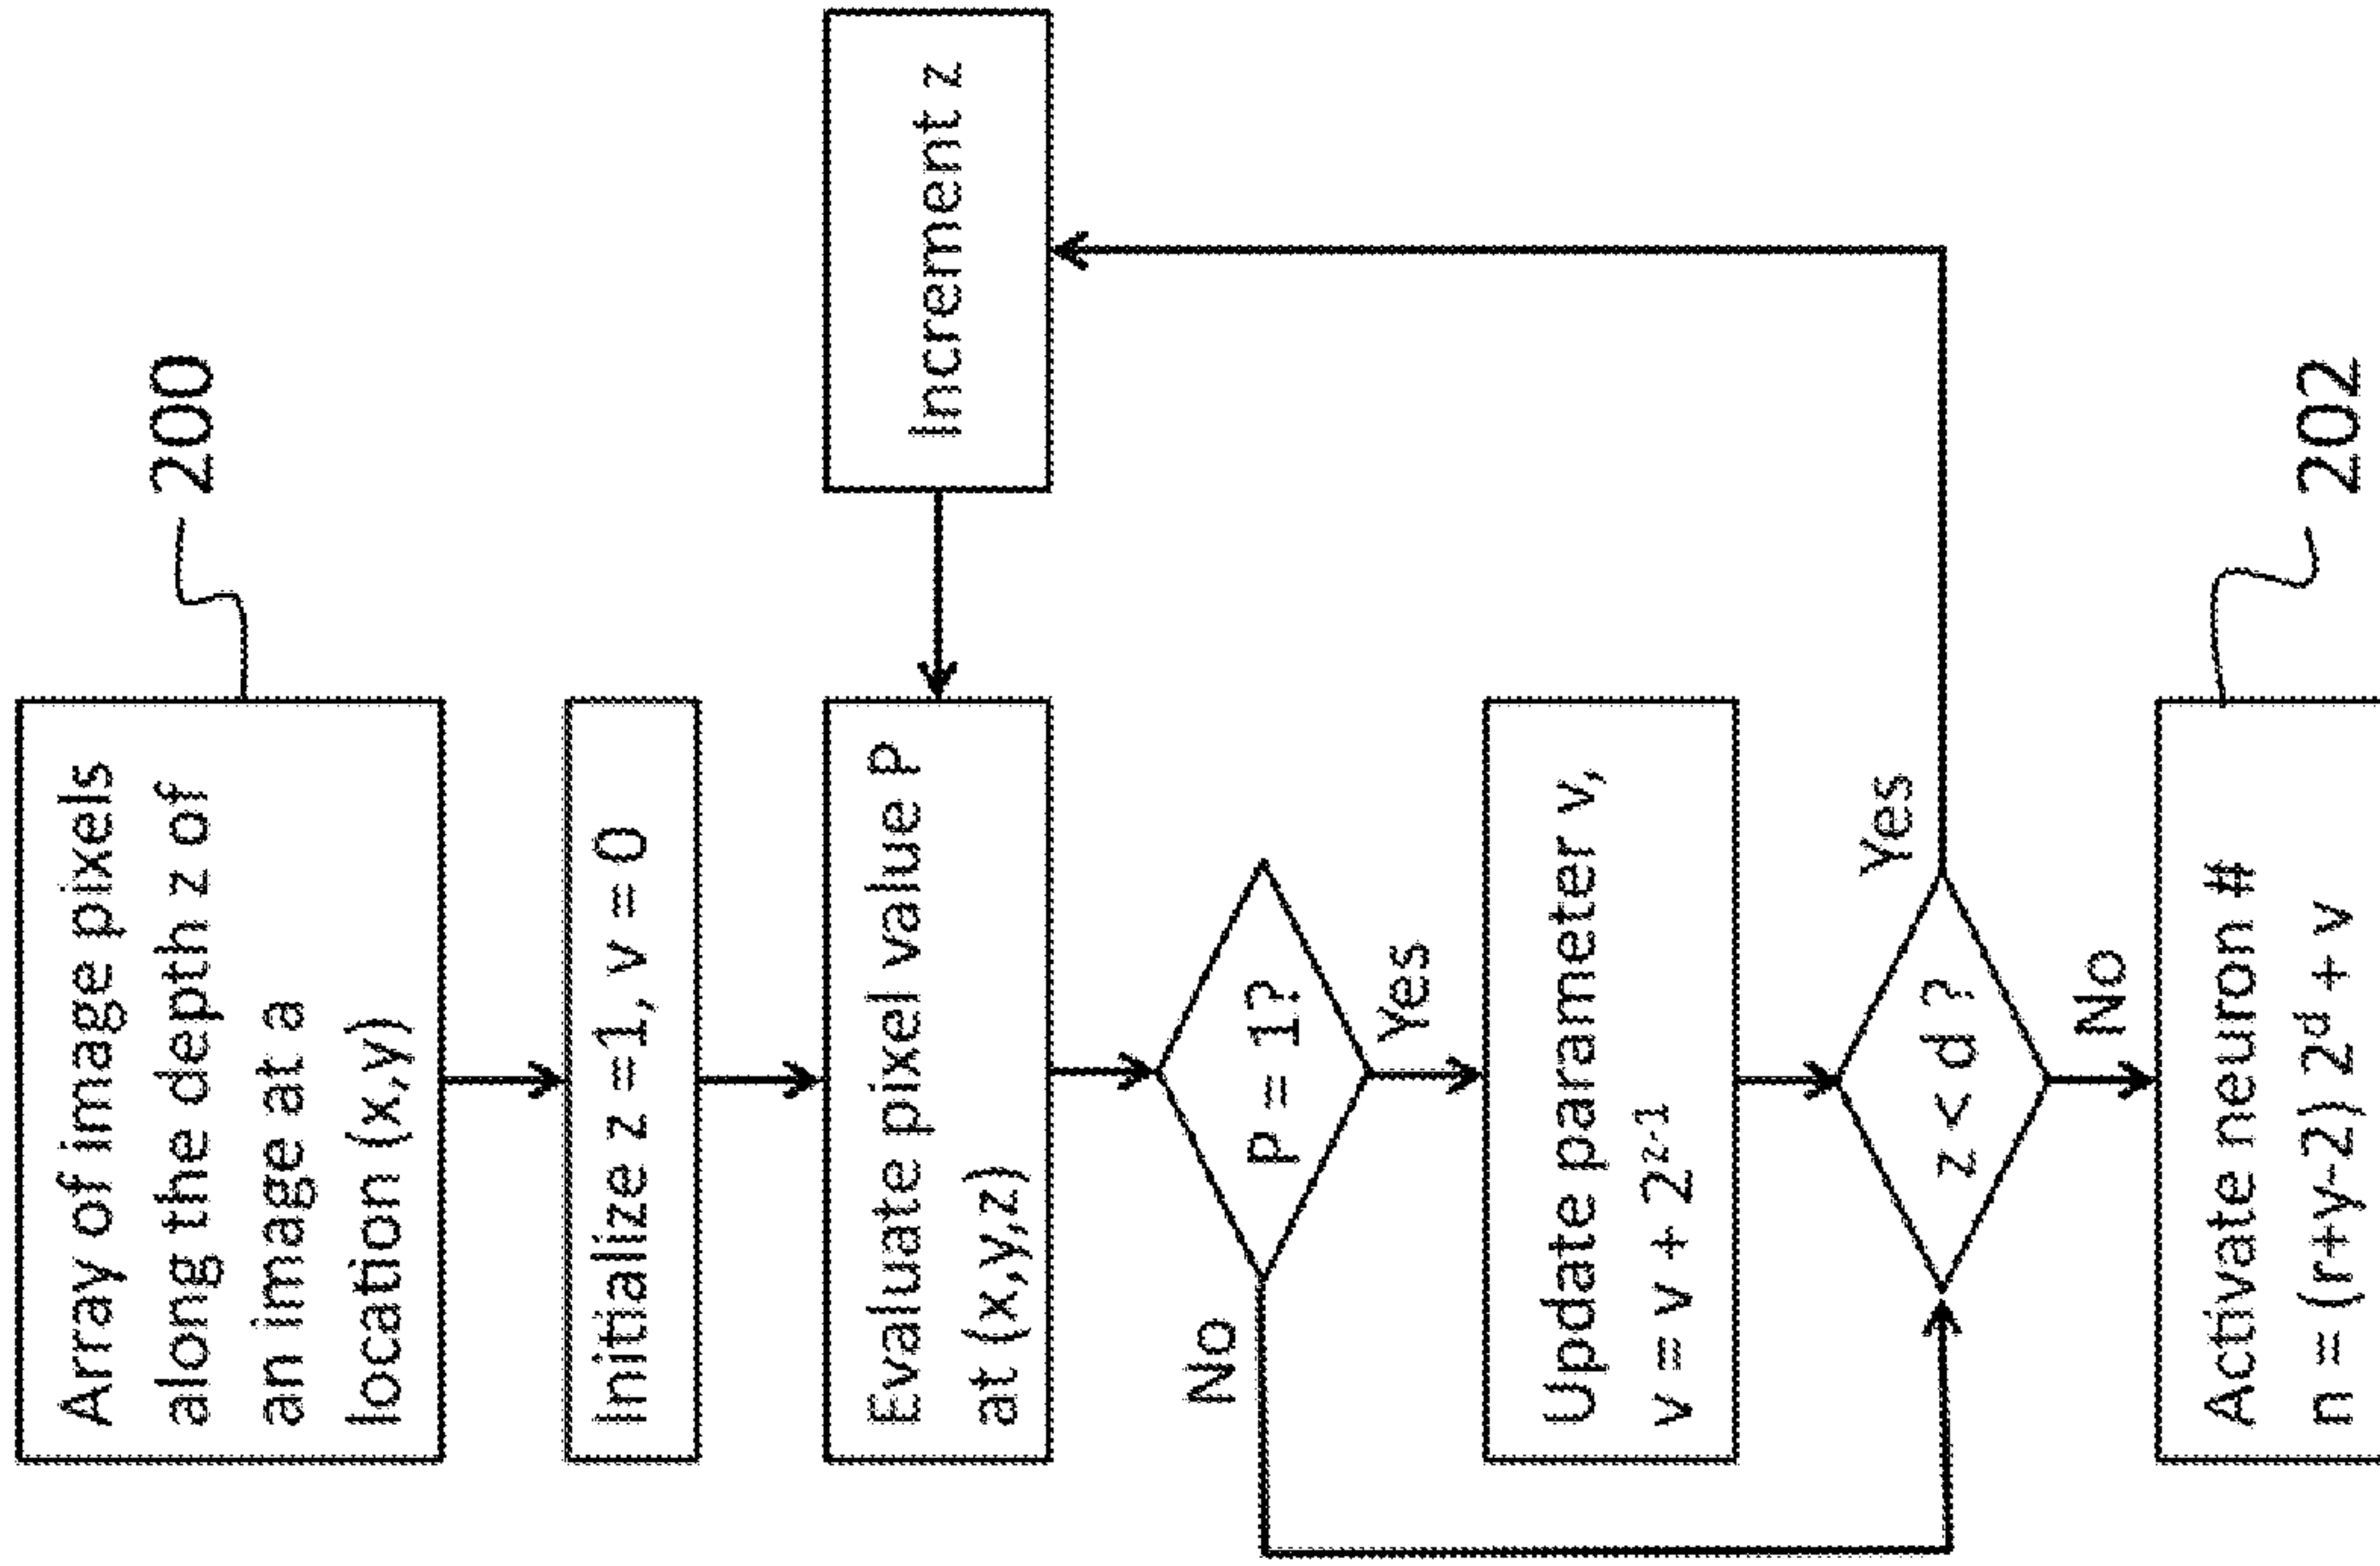 Array of image pixels
along the depth z of
an image at a
location (x,y)
200
Initialize z =1, v = 0
Evaluate pixel value P
at (x,y,z)
Increment z
P = 1?
No
Yes
Update parameter v,
v = v + 2^{z-1}
z < d ?
Yes
No
Activate neuron #
n = (r+y-2) 2^d + v
202